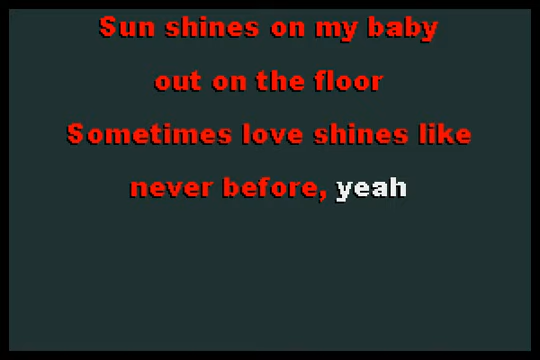 Sun shines on my baby
out on the floor
Sometimes love shines like
never before, yeah